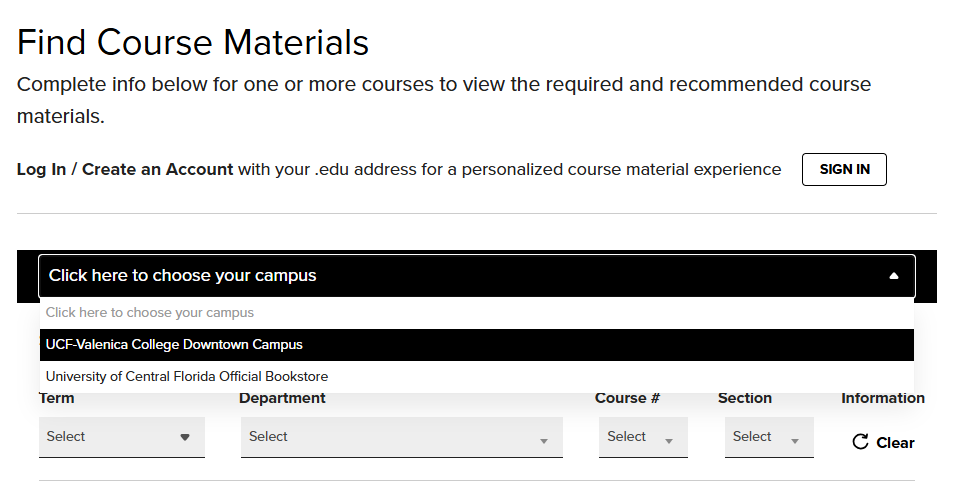 Find Course Materials
Complete info below for one or more courses to view the required and recommended course
materials.
Log In / Create an Account with your .edu address for a personalized course material experience SIGN IN
Click here to choose your campus
Click here to choose your campus
UCF-Valenica College Downtown Campus
University of Central Florida Official Bookstore
Term Department Course # Section Information
Select Select Select Select Clear